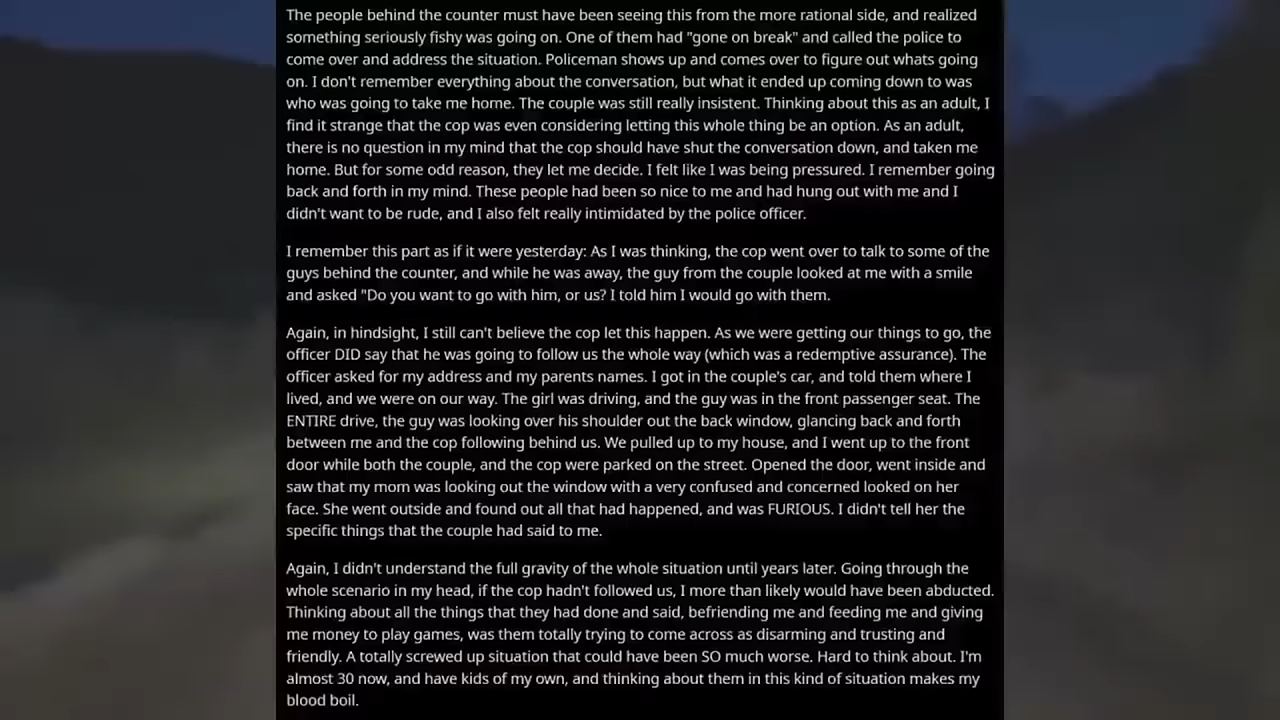 The people behind the counter must have been seeing this from the more rational side, and realized
something seriously fishy was going on. One of them had "gone on break" and called the police to
come over and address the situation. Policeman shows up and comes over to figure out whats going
on. I don't remember everything about the conversation, but what it ended up coming down to was
who was going to take me home. The couple was still really insistent. Thinking about this as an adult, I
find it strange that the cop was even considering letting this whole thing be an option. As an adult,
there is no question in my mind that the cop should have shut the conversation down, and taken me
home. But for some odd reason, they let me decide. I felt like I was being pressured. I remember going
back and forth in my mind. These people had been so nice to me and had hung out with me and I
didn't want to be rude, and I also felt really intimidated by the police officer.
I remember this part as if it were yesterday: As I was thinking, the cop went over to talk to some of the
guys behind the counter, and while he was away, the guy from the couple looked at me with a smile
and asked "Do you want to go with him, or us? I told him I would go with them.
Again, in hindsight, I still can't believe the cop let this happen. As we were getting our things to go, the
officer DID say that he was going to follow us the whole way (which was a redemptive assurance). The
officer asked for my address and my parents names. I got in the couple's car, and told them where I
lived, and we were on our way. The girl was driving, and the guy was in the front passenger seat. The
ENTIRE drive, the guy was looking over his shoulder out the back window, glancing back and forth
between me and the cop following behind us. We pulled up to my house, and I went up to the front
door while both the couple, and the cop were parked on the street. Opened the door, went inside and
saw that my mom was looking out the window with a very confused and concerned looked on her
face. She went outside and found out all that had happened, and was FURIOUS. I didn't tell her the
specific things that the couple had said to me.
Again, I didn't understand the full gravity of the whole situation until years later. Going through the
whole scenario in my head, if the cop hadn't followed us, I more than likely would have been abducted.
Thinking about all the things that they had done and said, befriending me and feeding me and giving
me money to play games, was them totally trying to come across as disarming and trusting and
friendly. A totally screwed up situation that could have been SO much worse. Hard to think about. I'm
almost 30 now, and have kids of my own, and thinking about them in this kind of situation makes my
blood boil.